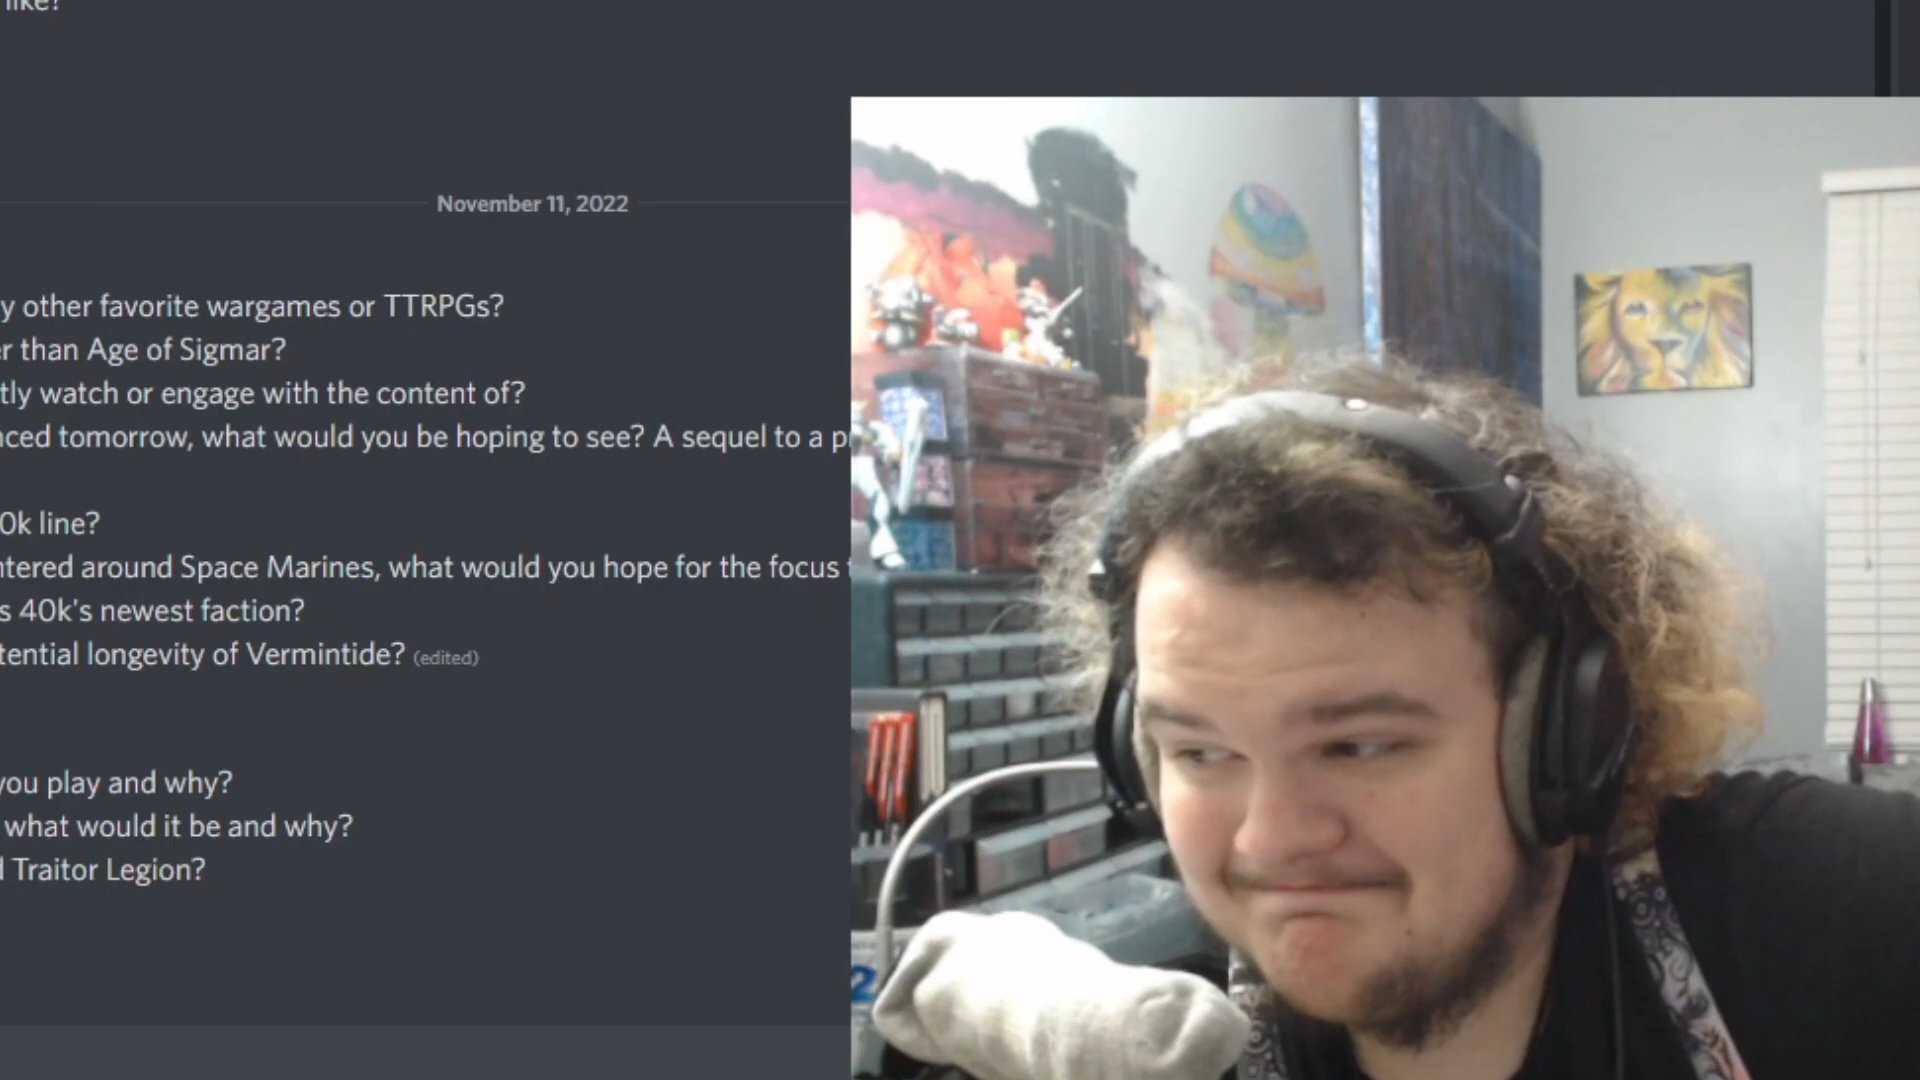 like?
November 11, 2022
y other favorite wargames or TTRPGs?
er than Age of Sigmar?
tly watch or engage with the content of?
nced tomorrow, what would you be hoping to see? A sequel to a p
0k line?
ntered around Space Marines, what would you hope for the focus
s 40k's newest faction?
tential longevity of Vermintide? (edited)
you play and why?
what would it be and why?
d Traitor Legion?
2